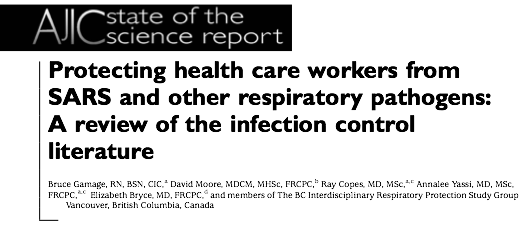 AJIC state of the
science report
Protecting health care workers from
SARS and other respiratory pathogens:
A review of the infection control
literature
Bruce Gamage, RN, BSN, CIC,a David Moore, MDCM, MHSc, FRCPC,b Ray Copes, MD, MSc,a,c Annalee Yassi, MD, MSc,
FRCPC,a,c Elizabeth Bryce, MD, FRCPC,d and members of The BC Interdisciplinary Respiratory Protection Study Group
Vancouver, British Columbia, Canada